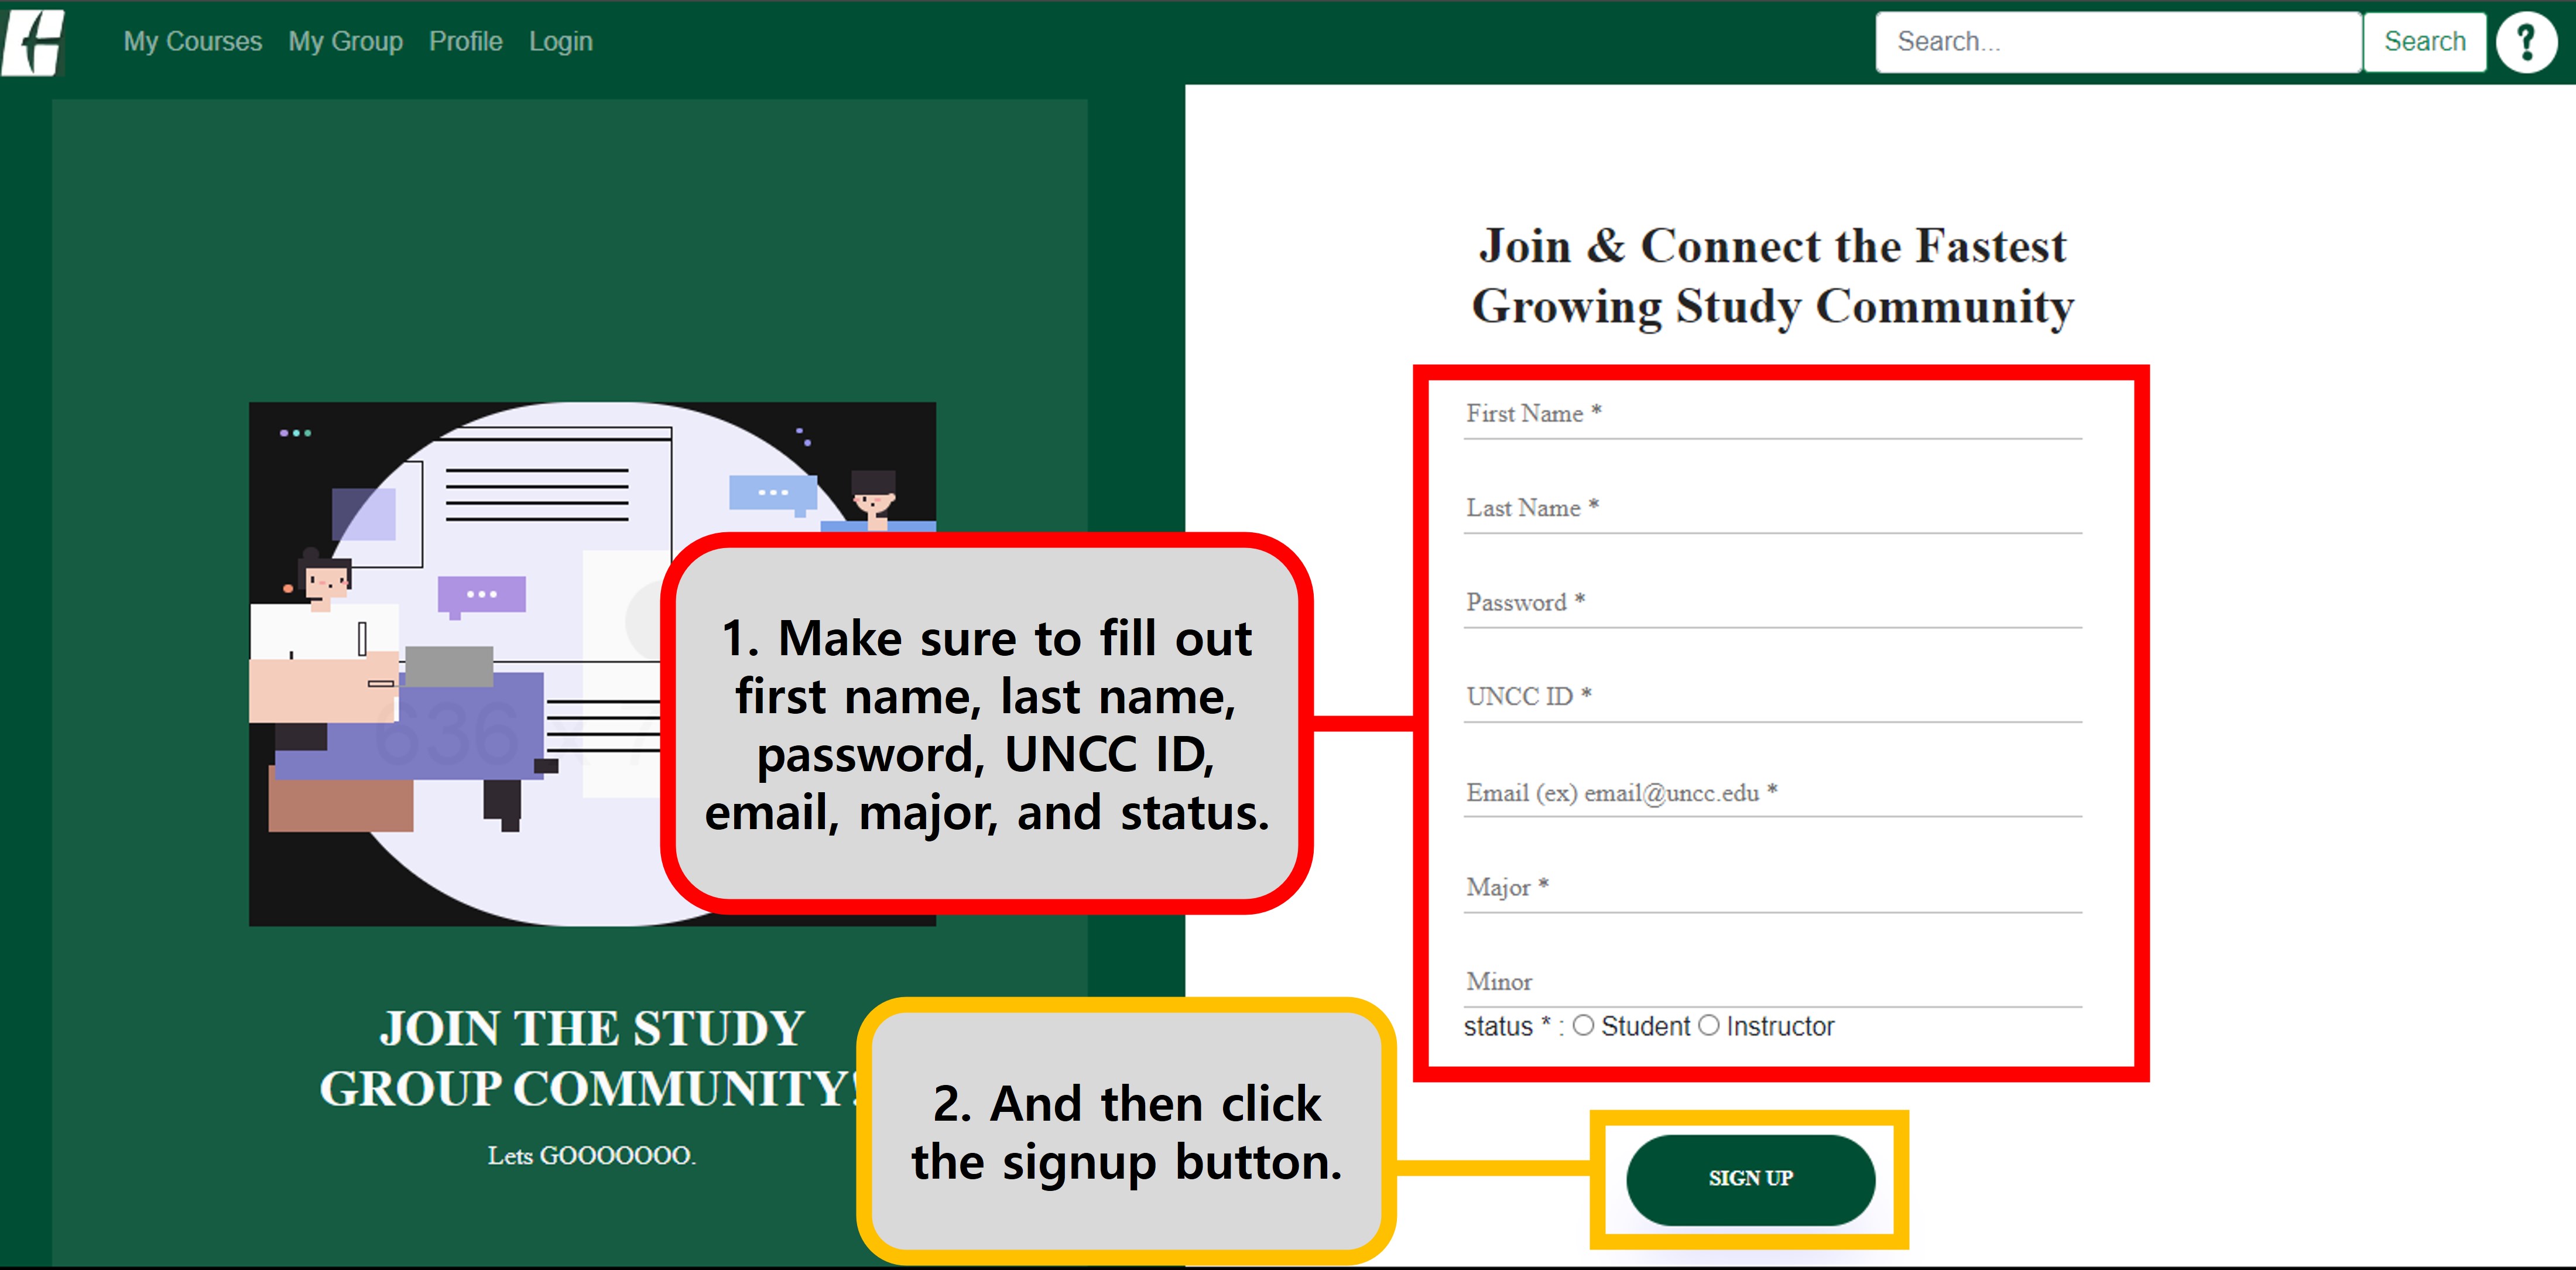 My Courses My Group Profile Login
Search... Search ?
Join & Connect the Fastest
Growing Study Community
First Name *
Last Name *
Password *
UNCC ID *
Email (ex) email@uncc.edu *
Major *
Minor
status * : Student Instructor
SIGN UP
1. Make sure to fill out
first name, last name,
password, UNCC ID,
email, major, and status.
2. And then click
the signup button.
636
JOIN THE STUDY
GROUP COMMUNITY!
Lets GOOOOOOO.